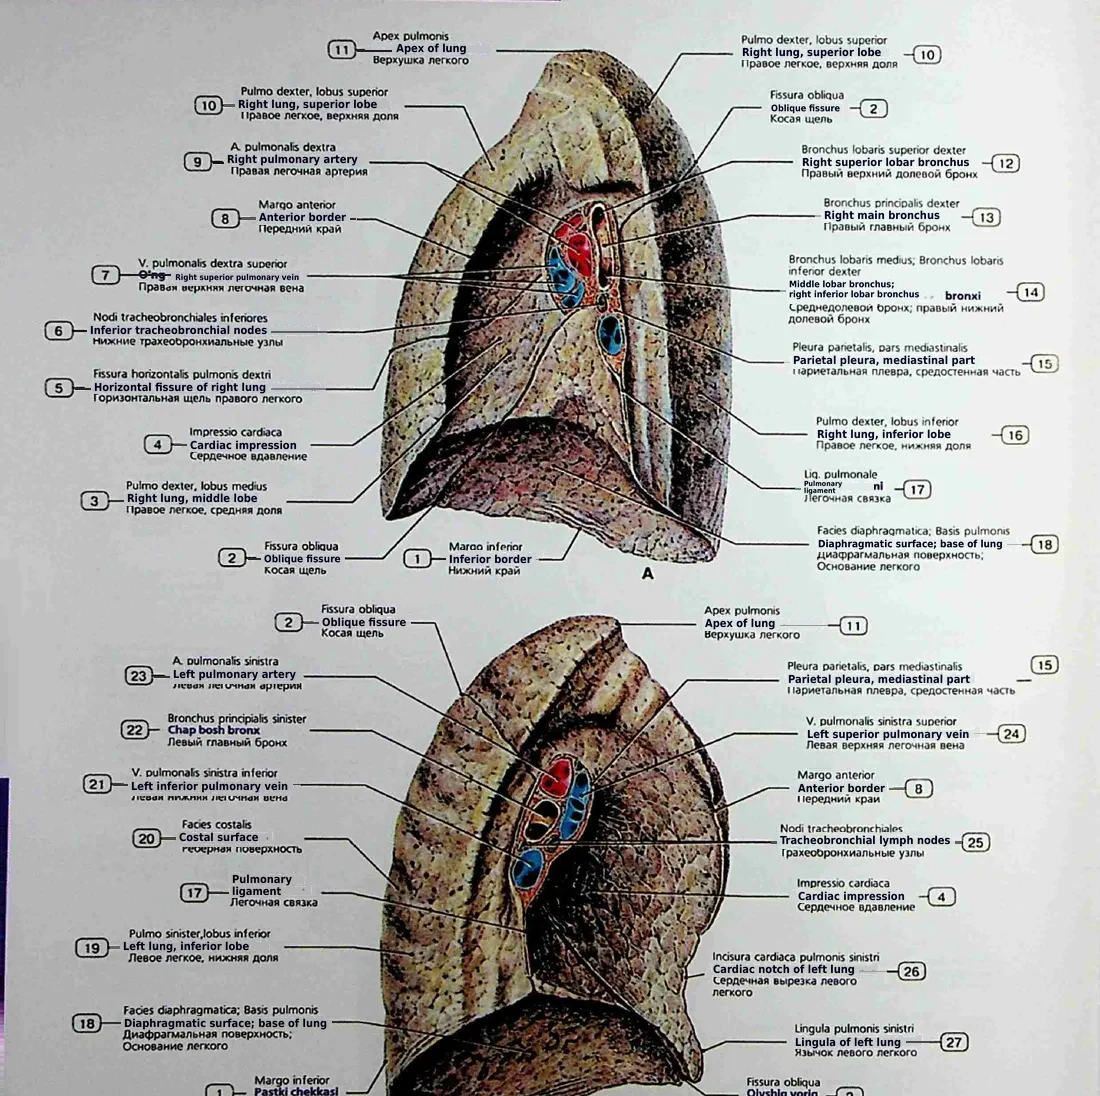 Apex pulmonis
11 Apex of lung
Верхушка легкого
Pulmo dexter, lobus superior
10 Right lung, superior lobe
Правое легкое, верхняя доля
A. pulmonalis dextra
9 Right pulmonary artery
Правая легочная артерия
Margo anterior
8 Anterior border
Передний край
V. pulmonalis dextra superior
7 O'ng Right superior pulmonary vein
Правая верхняя легочная вена
Nodi tracheobronchiales inferiores
6 Inferior tracheobronchial nodes
Нижние трахеобронхиальные узлы
Fissura horizontalis pulmonis dextri
5 Horizontal fissure of right lung
Горизонтальная щель правого легкого
Impressio cardiaca
4 Cardiac impression
Сердечное вдавление
Pulmo dexter, lobus medius
3 Right lung, middle lobe
Правое легкое, средняя доля
Fissura obliqua
2 Oblique fissure
Косая щель
Margo inferior
1 Inferior border
Нижний край
Pulmo dexter, lobus superior
Right lung, superior lobe 10
Правое легкое, верхняя доля
Fissura obliqua
Oblique fissure 2
Косая щель
Bronchus lobaris superior dexter
Right superior lobar bronchus 12
Правый верхний долевой бронх
Bronchus principalis dexter
Right main bronchus 13
Правый главный бронх
Bronchus lobaris medius; Bronchus lobaris
inferior dexter
Middle lobar bronchus;
right inferior lobar bronchus bronxi 14
Среднедолевой бронх; правый нижний
долевой бронх
Pleura parietalis, pars mediastinalis
Parietal pleura, mediastinal part 15
Париетальная плевра, средостенная часть
Pulmo dexter, lobus inferior
Right lung, inferior lobe 16
Правое легкое, нижняя доля
Lig. pulmonale
Pulmonary
ligament ni 17
Легочная связка
Facies diaphragmatica; Basis pulmonis
Diaphragmatic surface; base of lung 18
Диафрагмальная поверхность;
Основание легкого
A
Fissura obliqua
2 Oblique fissure
Косая щель
A. pulmonalis sinistra
23 Left pulmonary artery
Левая легочная артерия
Bronchus principialis sinister
22 Chap bosh bronx
Левый главный бронх
V. pulmonalis sinistra inferior
21 Left inferior pulmonary vein
Левая нижняя легочная вена
Facies costalis
20 Costal surface
Реберная поверхность
Pulmonary
17 ligament
Легочная связка
Pulmo sinister,lobus inferior
19 Left lung, inferior lobe
Левое легкое, нижняя доля
Facies diaphragmatica; Basis pulmonis
18 Diaphragmatic surface; base of lung
Диафрагмальная поверхность;
Основание легкого
Margo inferior
1 Pastki chekkasi
Apex pulmonis
Apex of lung 11
Верхушка легкого
Pleura parietalis, pars mediastinalis
Parietal pleura, mediastinal part 15
Париетальная плевра, средостенная часть
V. pulmonalis sinistra superior
Left superior pulmonary vein 24
Левая верхняя легочная вена
Margo anterior
Anterior border 8
Передний край
Nodi tracheobronchiales
Tracheobronchial lymph nodes 25
Трахеобронхиальные узлы
Impressio cardiaca
Cardiac impression 4
Сердечное вдавление
Incisura cardiaca pulmonis sinistri
Cardiac notch of left lung 26
Сердечная вырезка левого
легкого
Lingula pulmonis sinistri
Lingula of left lung 27
Язычок левого легкого
Fissura obliqua
Qiyshiq yoriq 2